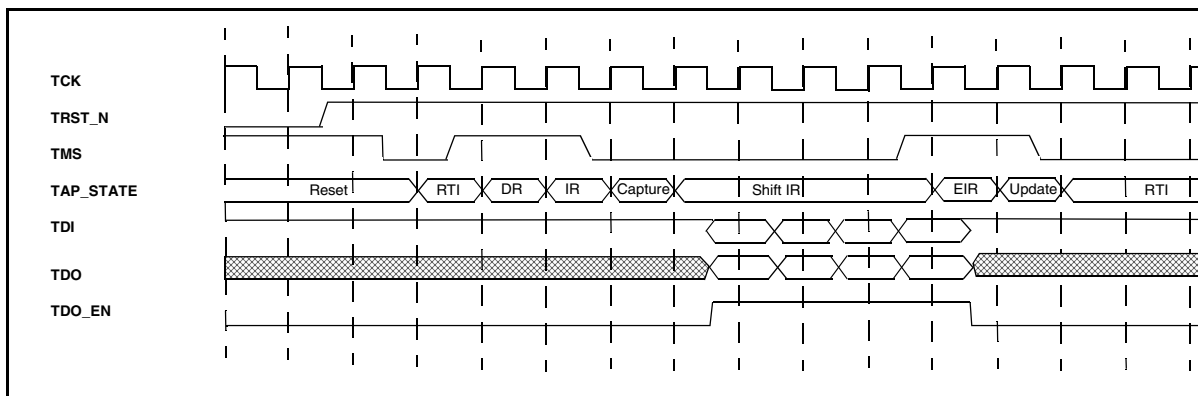 TCK
TRST_N
TMS
TAP_STATE Reset RTI DR IR Capture Shift IR EIR Update RTI
TDI
TDO
TDO_EN